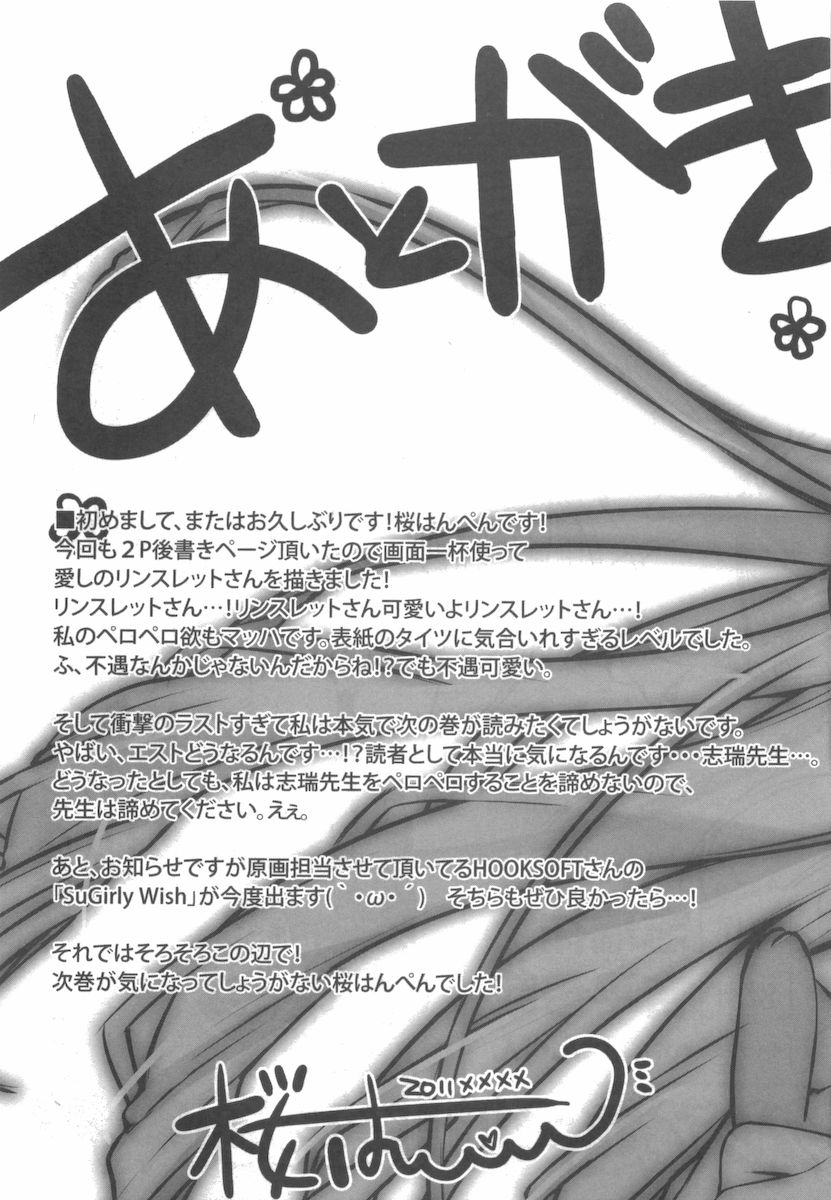 あとがき
■初めまして、またはお久しぶりです!桜はんぺんです!
今回も2P後書きページ頂いたので画面一杯使って
愛しのリンスレットさんを描きました!
リンスレットさん…!リンスレットさん可愛いよリンスレットさん…!
私のペロペロ欲もマッハです。表紙のタイツに気合いれすぎるレベルでした。
ふ、不遇なんかじゃないんだからね!?でも不遇可愛い。
そして衝撃のラストすぎて私は本気で次の巻が読みたくてしょうがないです。
やばい、エストどうなるんです…!?読者として本当に気になるんです・・・志瑞先生…。
どうなったとしても、私は志瑞先生をペロペロすることを諦めないので、
先生は諦めてください。えぇ。
あと、お知らせですが原画担当させて頂いてるHOOKSOFTさんの
「SuGirly Wish」が今度出ます(｀・ω・´)　そちらもぜひ良かったら…!
それではそろそろこの辺で!
次巻が気になってしょうがない桜はんぺんでした!
2011××××
桜は